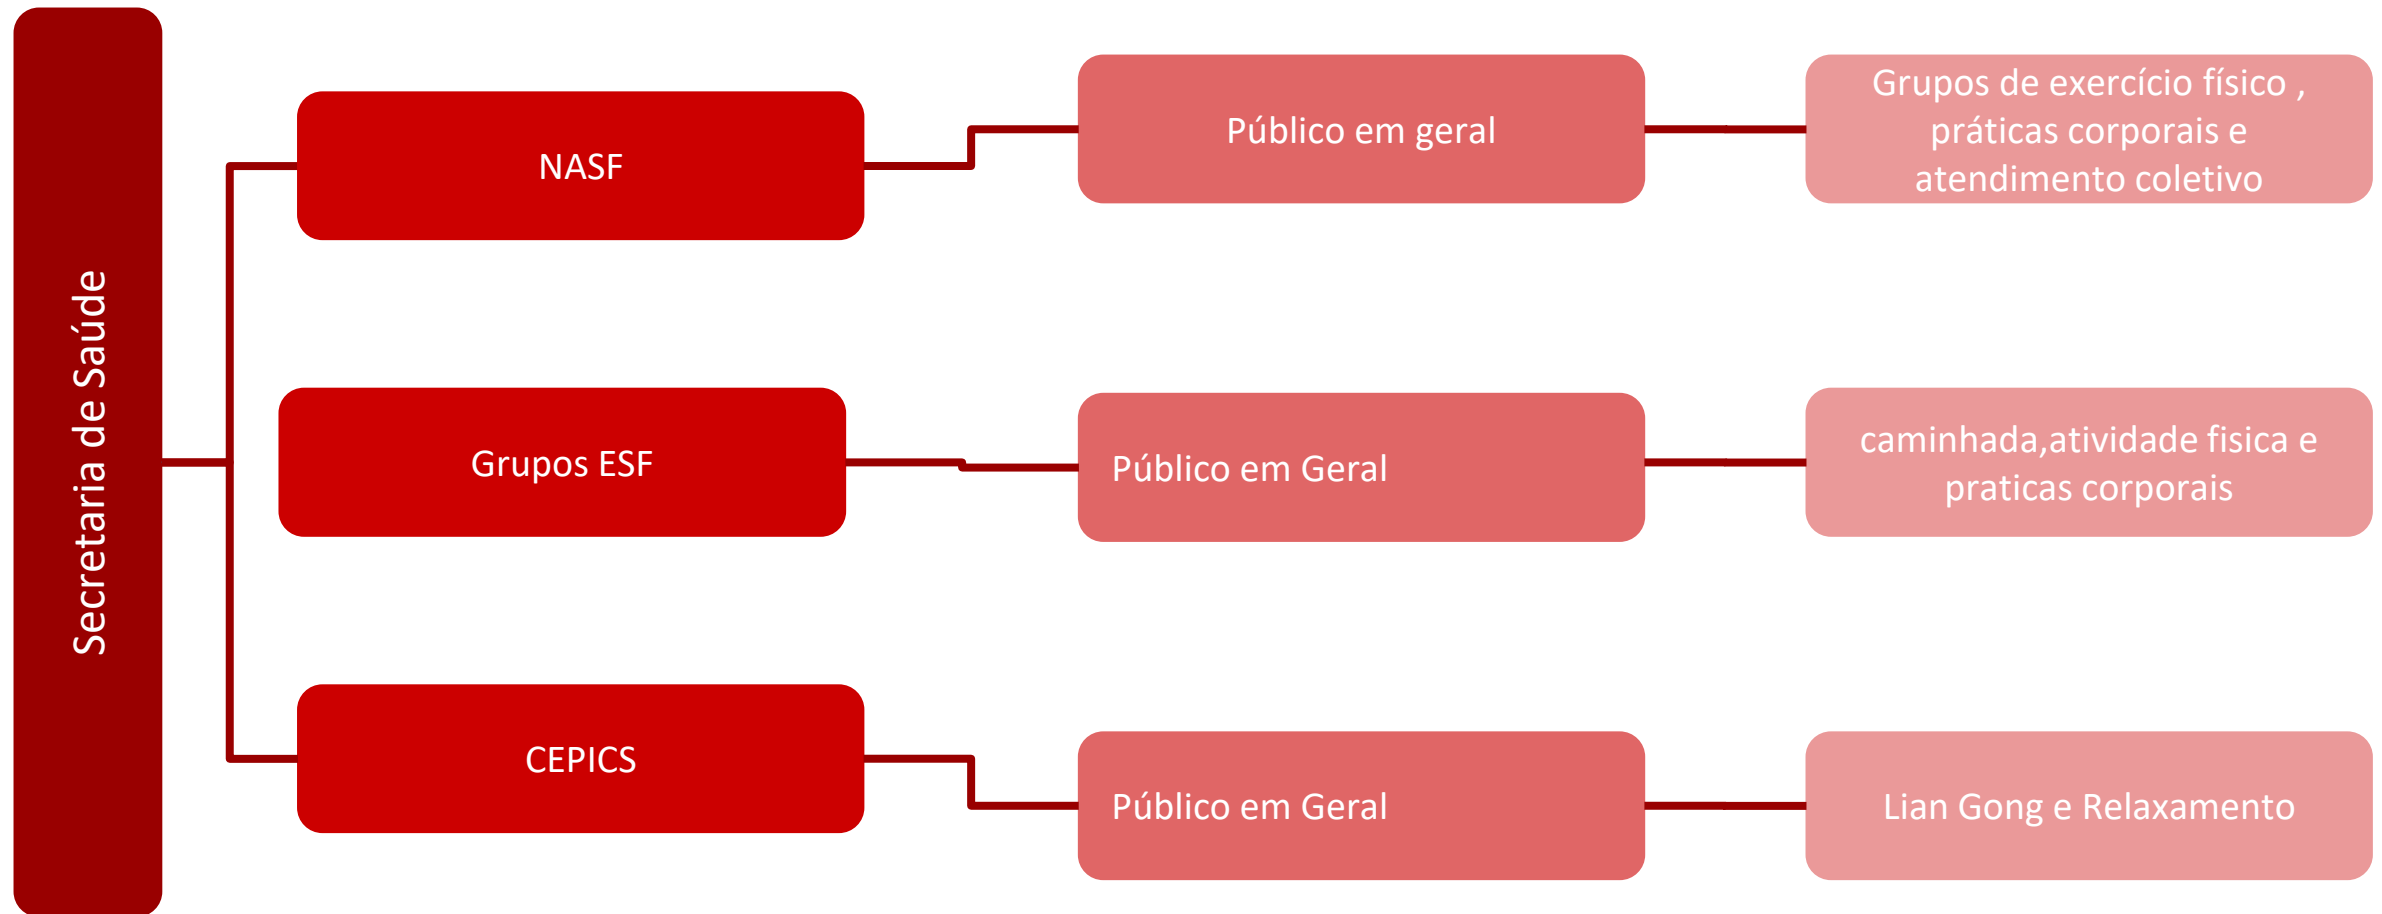 Secretaria de Saúde
NASF
Público em geral
Grupos de exercício físico ,
práticas corporais e
atendimento coletivo
Grupos ESF
Público em Geral
caminhada,atividade fisica e
praticas corporais
CEPICS
Público em Geral
Lian Gong e Relaxamento